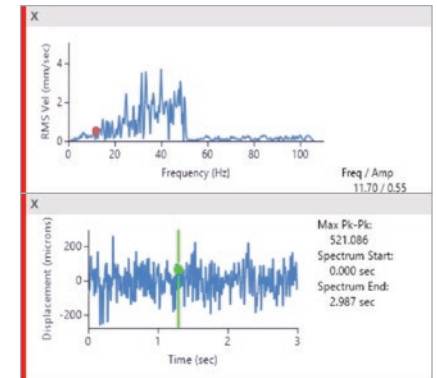 X
RMS Vel (mm/sec)
4
2
0
0 20 40 60 80 100
Frequency (Hz)
Freq / Amp
11.70 / 0.55
X
Displacement (microns)
200
0
-200
0 1 2 3
Time (sec)
Max Pk-Pk:
521.086
Spectrum Start:
0.000 sec
Spectrum End:
2.987 sec